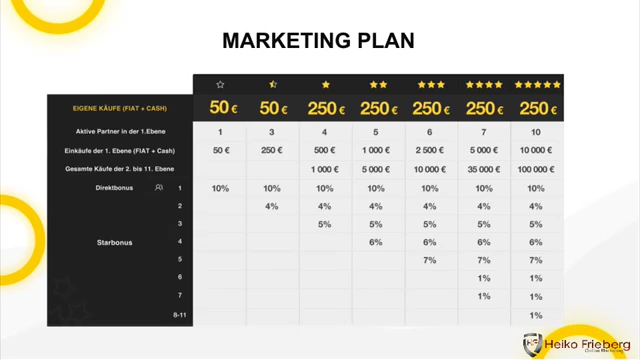 MARKETING PLAN
EIGENE KÄUFE (FIAT + CASH) 50 € 50 € 250 € 250 € 250 € 250 € 250 €
Aktive Partner in der 1.Ebene 1 3 4 5 6 7 10
Einkäufe der 1. Ebene (FIAT + Cash) 50 € 250 € 500 € 1 000 € 2 500 € 5 000 € 10 000 €
Gesamte Käufe der 2. bis 11. Ebene 1 000 € 5 000 € 10 000 € 35 000 € 100 000 €
Direktbonus 1 10% 10% 10% 10% 10% 10% 10%
2 4% 4% 4% 4% 4% 4%
3 5% 5% 5% 5% 5%
Starbonus 4 6% 6% 6% 6%
5 7% 7% 7%
6 1% 1%
7 1% 1%
8-11 1%
Heiko Frieberg